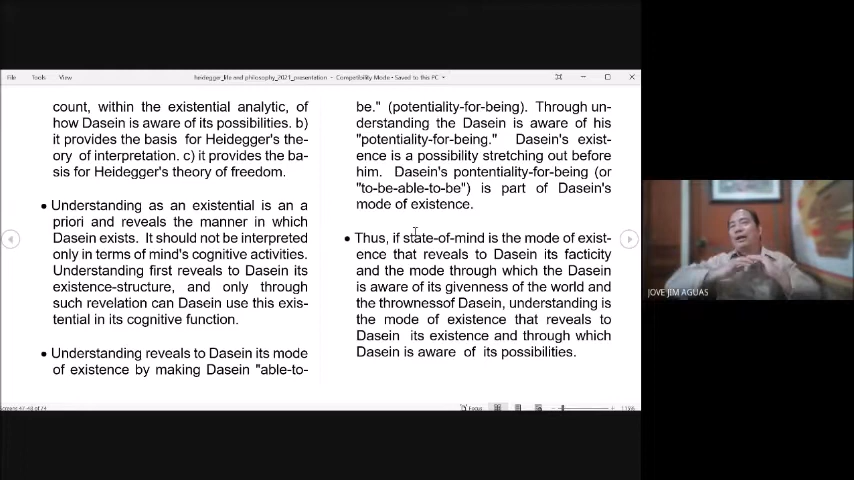 heidegger_life and philosophy_2021_presentation - Compatibility Mode • Saved to this PC
File Tools View
count, within the existential analytic, of
how Dasein is aware of its possibilities. b)
it provides the basis for Heidegger's the-
ory of interpretation. c) it provides the ba-
sis for Heidegger's theory of freedom.
• Understanding as an existential is an a
priori and reveals the manner in which
Dasein exists. It should not be interpreted
only in terms of mind's cognitive activities.
Understanding first reveals to Dasein its
existence-structure, and only through
such revelation can Dasein use this exis-
tential in its cognitive function.
• Understanding reveals to Dasein its mode
of existence by making Dasein "able-to-
be." (potentiality-for-being). Through un-
derstanding the Dasein is aware of his
"potentiality-for-being." Dasein's exist-
ence is a possibility stretching out before
him. Dasein's pontentiality-for-being (or
"to-be-able-to-be") is part of Dasein's
mode of existence.
• Thus, if state-of-mind is the mode of exist-
ence that reveals to Dasein its facticity
and the mode through which the Dasein
is aware of its givenness of the world and
the thrownessof Dasein, understanding is
the mode of existence that reveals to
Dasein its existence and through which
Dasein is aware of its possibilities.
JOVE JIM AGUAS
Focus